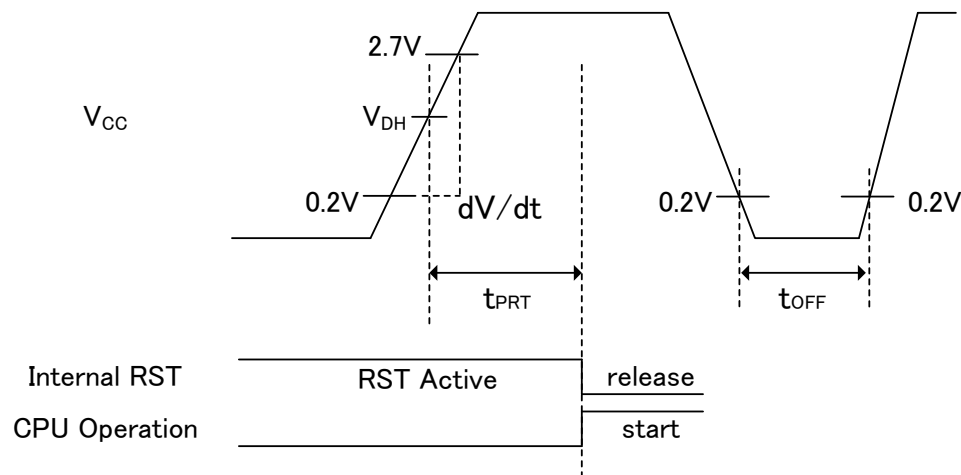 2.7V
VCC
VDH
0.2V
dV/dt
0.2V
0.2V
tPRT
tOFF
Internal RST
RST Active
release
CPU Operation
start